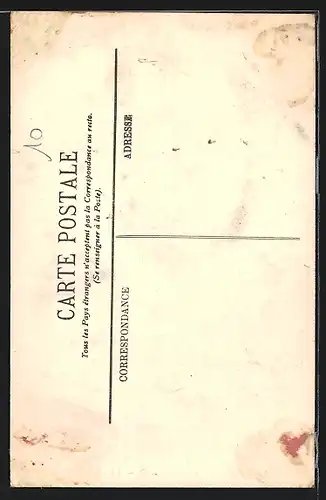 10
CARTE POSTALE
Tous les Pays étrangers n'acceptent pas la Correspondance au recto.
(Se renseigner à la Poste).
CORRESPONDANCE
ADRESSE